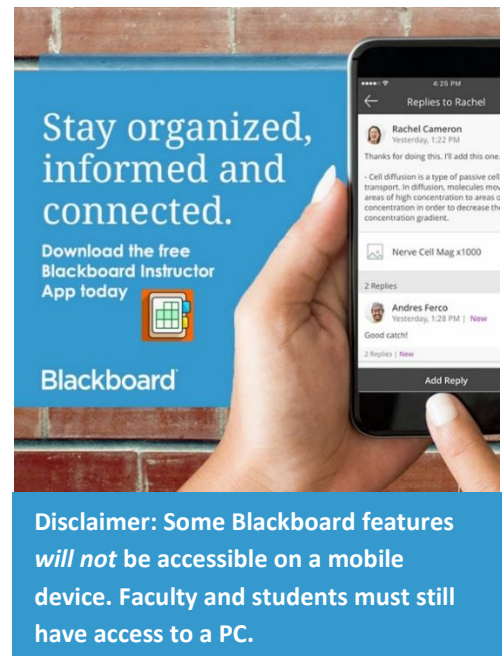 Stay organized,
informed and
connected.
Download the free
Blackboard Instructor
App today
Blackboard
4:25 PM
Replies to Rachel
Rachel Cameron
Yesterday, 1:22 PM
Thanks for doing this. I'll add this one.
- Cell diffusion is a type of passive cell
transport. In diffusion, molecules
areas of high concentration to areas
concentration in order to decrease
concentration gradient.
Nerve Cell Mag x1000
2 Replies
Andres Ferco
Yesterday, 1:28 PM | New
Good catch!
2 Replies | New
Add Reply
Disclaimer: Some Blackboard features
will not be accessible on a mobile
device. Faculty and students must still
have access to a PC.